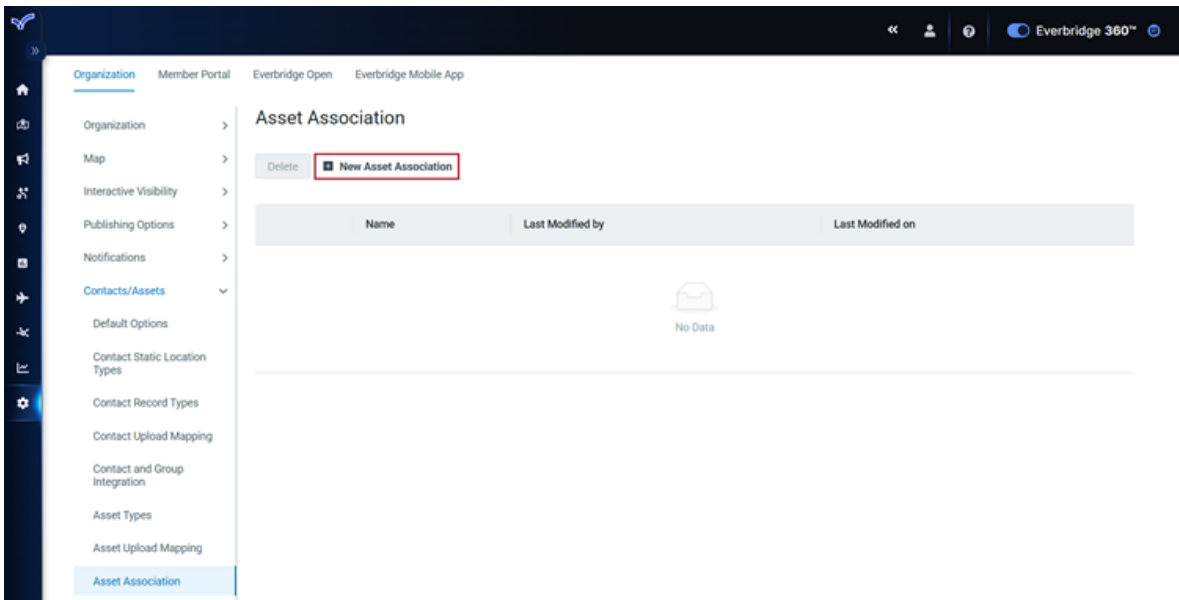 Everbridge 360™
Organization
Member Portal
Everbridge Open
Everbridge Mobile App
Organization
Map
Interactive Visibility
Publishing Options
Notifications
Contacts/Assets
Default Options
Contact Static Location
Types
Contact Record Types
Contact Upload Mapping
Contact and Group
Integration
Asset Types
Asset Upload Mapping
Asset Association
Asset Association
Delete
New Asset Association
Name
Last Modified by
Last Modified on
No Data